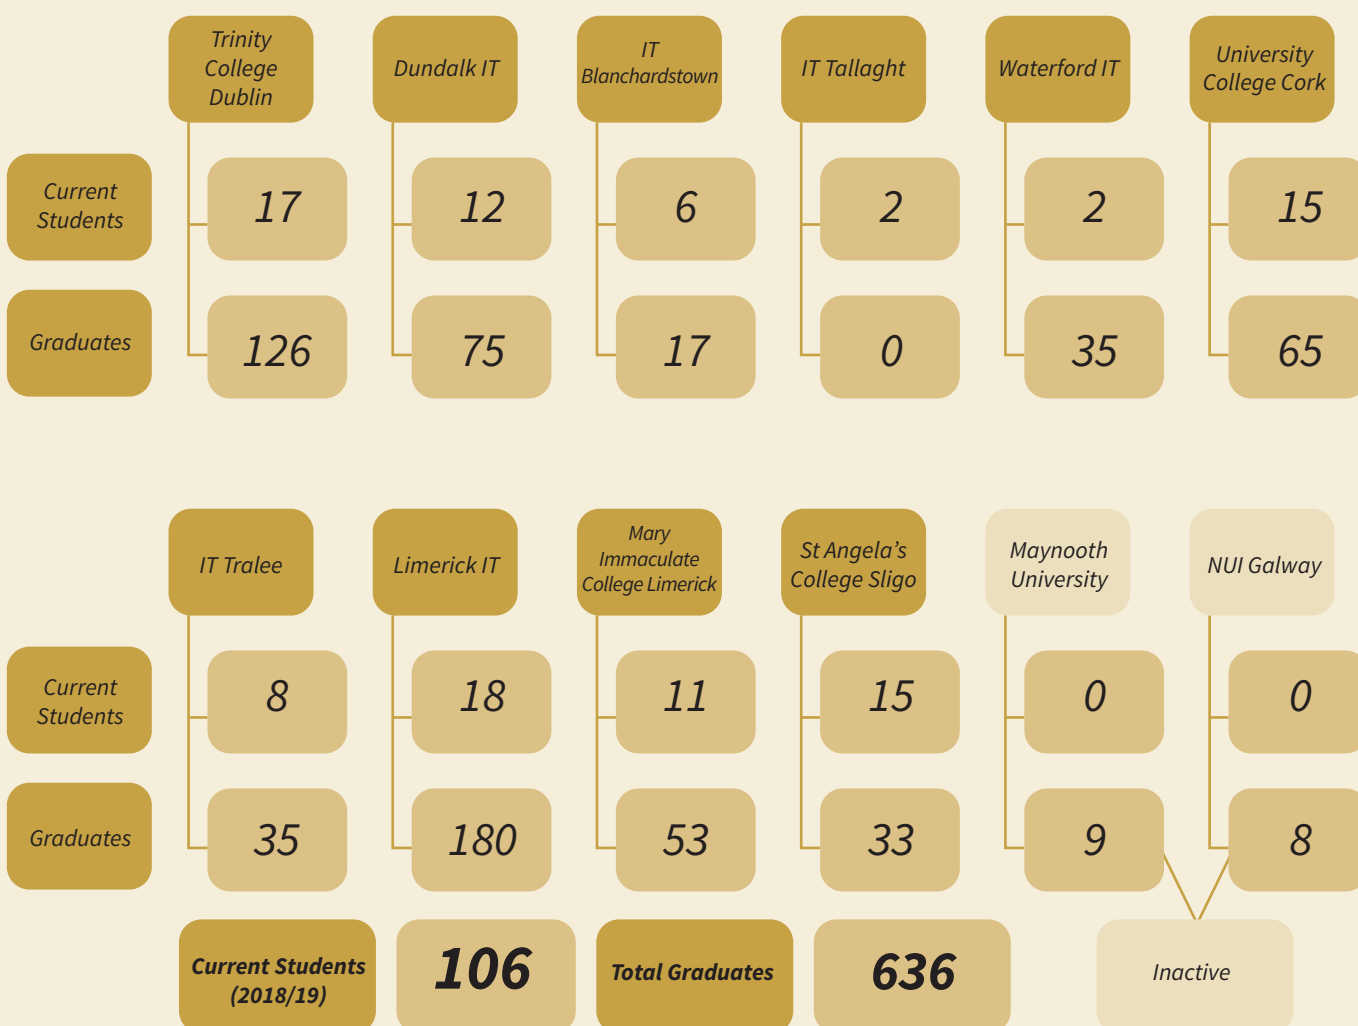 Trinity
College
Dublin
Dundalk IT
IT
Blanchardstown
IT Tallaght
Waterford IT
University
College Cork
Current
Students
17
12
6
2
2
15
Graduates
126
75
17
0
35
65
IT Tralee
Limerick IT
Mary
Immaculate
College Limerick
St Angela’s
College Sligo
Maynooth
University
NUI Galway
Current
Students
8
18
11
15
0
0
Graduates
35
180
53
33
9
8
Current Students
(2018/19)
106
Total Graduates
636
Inactive